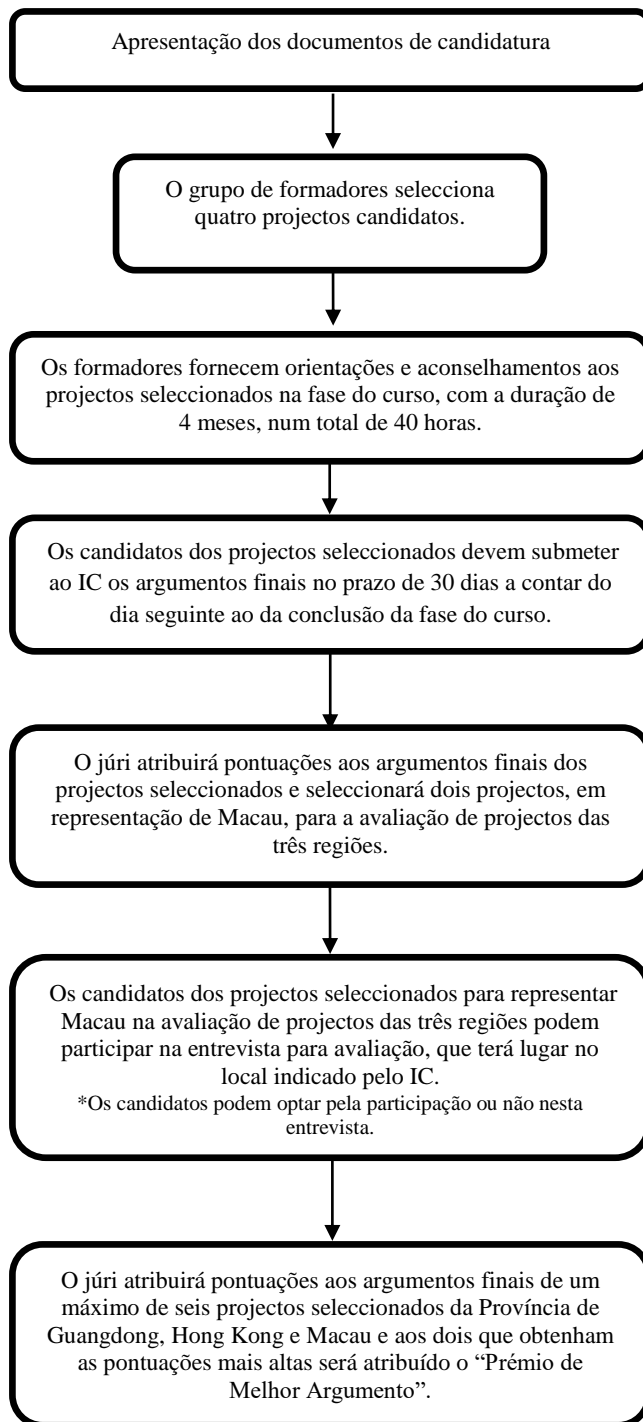 Apresentação dos documentos de candidatura
O grupo de formadores selecciona
quatro projectos candidatos.
Os formadores fornecem orientações e aconselhamentos aos
projectos seleccionados na fase do curso, com a duração de
4 meses, num total de 40 horas.
Os candidatos dos projectos seleccionados devem submeter
ao IC os argumentos finais no prazo de 30 dias a contar do
dia seguinte ao da conclusão da fase do curso.
O júri atribuirá pontuações aos argumentos finais dos
projectos seleccionados e seleccionará dois projectos, em
representação de Macau, para a avaliação de projectos das
três regiões.
Os candidatos dos projectos seleccionados para representar
Macau na avaliação de projectos das três regiões podem
participar na entrevista para avaliação, que terá lugar no
local indicado pelo IC.
*Os candidatos podem optar pela participação ou não nesta
entrevista.
O júri atribuirá pontuações aos argumentos finais de um
máximo de seis projectos seleccionados da Província de
Guangdong, Hong Kong e Macau e aos dois que obtenham
as pontuações mais altas será atribuído o “Prémio de
Melhor Argumento”.